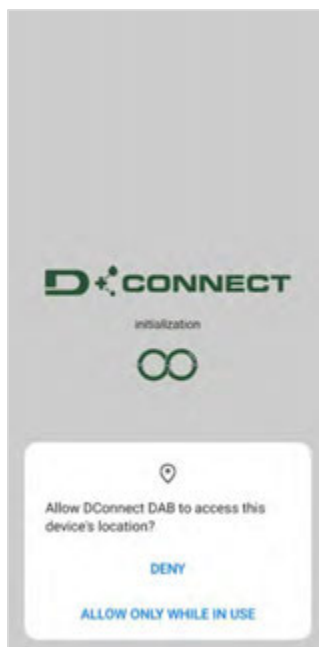 D CONNECT
initialization
Allow DConnect DAB to access this
device's location?
DENY
ALLOW ONLY WHILE IN USE